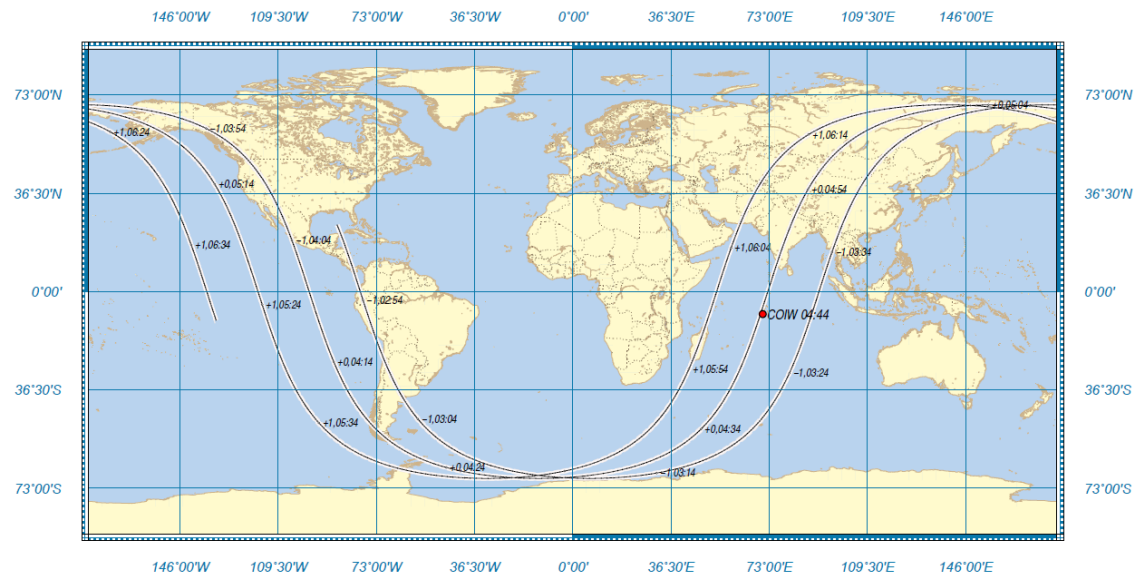 146°00'W 109°30'W 73°00'W 36°30'W 0°00' 36°30'E 73°00'E 109°30'E 146°00'E
73°00'N 73°00'N
+0,05:04
+1,06:24 −1,03:54 +1,06:14
+0,05:14 +0,04:54
36°30'N 36°30'N
+1,06:34 −1,04:04 +1,06:04 −1,03:34
0°00' −1,02:54 0°00'
+1,05:24 COIW 04:44
+0,04:14 +1,05:54 −1,03:24
36°30'S 36°30'S
+1,05:34 −1,03:04 +0,04:34
+0,04:24 −1,03:14
73°00'S 73°00'S
146°00'W 109°30'W 73°00'W 36°30'W 0°00' 36°30'E 73°00'E 109°30'E 146°00'E